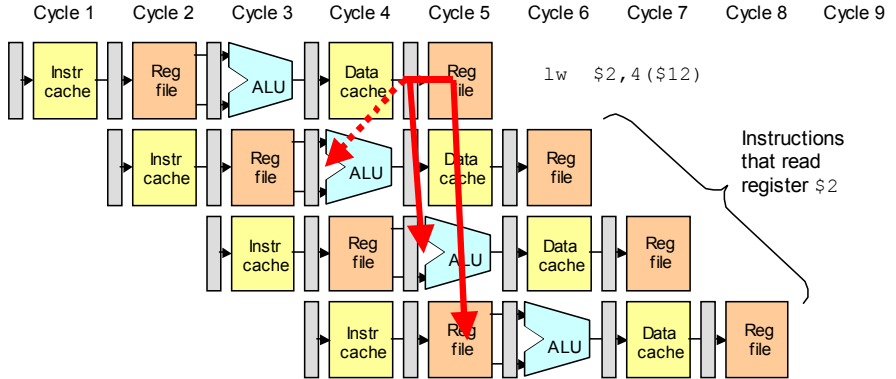 Cycle 1 Cycle 2 Cycle 3 Cycle 4 Cycle 5 Cycle 6 Cycle 7 Cycle 8 Cycle 9
Instr
cache
Reg
file
ALU
Data
cache
Reg
file
lw $2,4($12)
Instr
cache
Reg
file
ALU
Data
cache
Reg
file
Instructions
that read
register $2
Instr
cache
Reg
file
ALU
Data
cache
Reg
file
Instr
cache
Reg
file
ALU
Data
cache
Reg
file